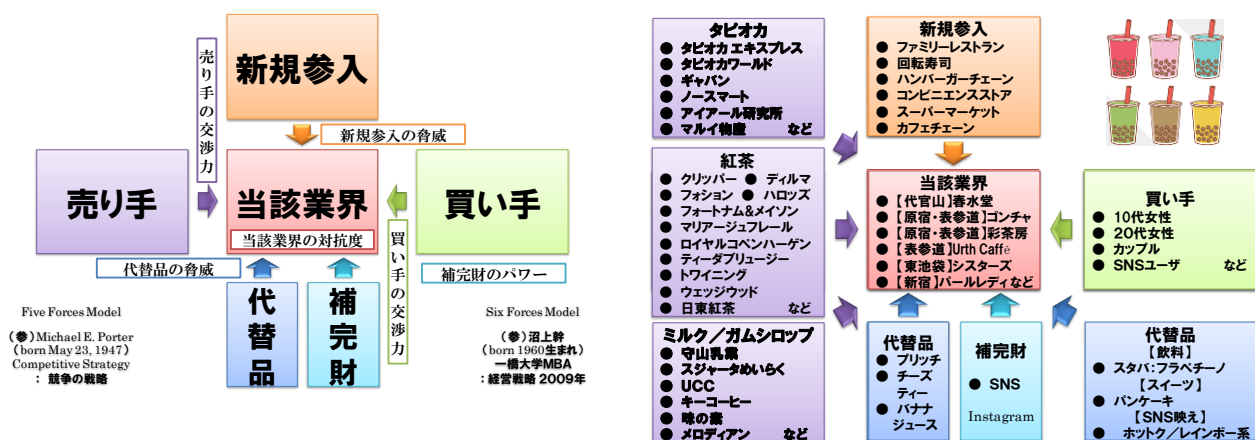 新規参入
売り手の交渉力
新規参入の脅威
売り手
当該業界
買い手
当該業界の対抗度
代替品の脅威
買い手の交渉力
補完財のパワー
代替品
補完財
Five Forces Model
(参)Michael E. Porter
(born May 23, 1947)
Competitive Strategy
: 競争の戦略
Six Forces Model
(参)沼上幹
(born 1960生まれ)
一橋大学MBA
: 経営戦略 2009年
タピオカ
● タピオカ エキスプレス
● タピオカワールド
● ギャバン
● ノースマート
● アイアール研究所
● マルイ物産 など
新規参入
● ファミリーレストラン
● 回転寿司
● ハンバーガーチェーン
● コンビニエンスストア
● スーパーマーケット
● カフェチェーン
紅茶
● クリッパー ● ディルマ
● フォション ● ハロッズ
● フォートナム&メイソン
● マリアージュフレール
● ロイヤルコペンハーゲン
● ティーダブリュージー
● トワイニング
● ウェッジウッド
● 日東紅茶 など
当該業界
● 【代官山】春水堂
● 【原宿・表参道】ゴンチャ
● 【原宿・表参道】彩茶房
● 【表参道】Urth Caffé
● 【東池袋】シスターズ
● 【新宿】パールレディなど
買い手
● 10代女性
● 20代女性
● カップル
● SNSユーザ など
ミルク/ガムシロップ
● 守山乳業
● スジャータめいらく
● UCC
● キーコーヒー
● 味の素
● メロディアン など
代替品
● ブリッチ
● チーズ
ティー
● バナナ
ジュース
補完財
● SNS
Instagram
代替品
【飲料】
● スタバ:フラペチーノ
【スイーツ】
● パンケーキ
【SNS映え】
● ホットク/レインボー系